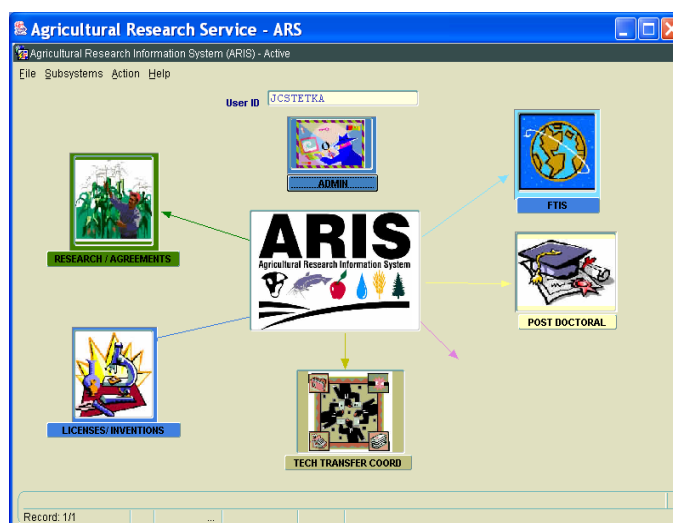 Agricultural Research Service - ARS
Agricultural Research Information System (ARIS) - Active
File Subsystems Action Help
User ID JCSTETKA
ADMIN
FTIS
RESEARCH / AGREEMENTS
ARIS
Agricultural Research Information System
POST DOCTORAL
LICENSES/ INVENTIONS
TECH TRANSFER COORD
Record: 1/1 ...